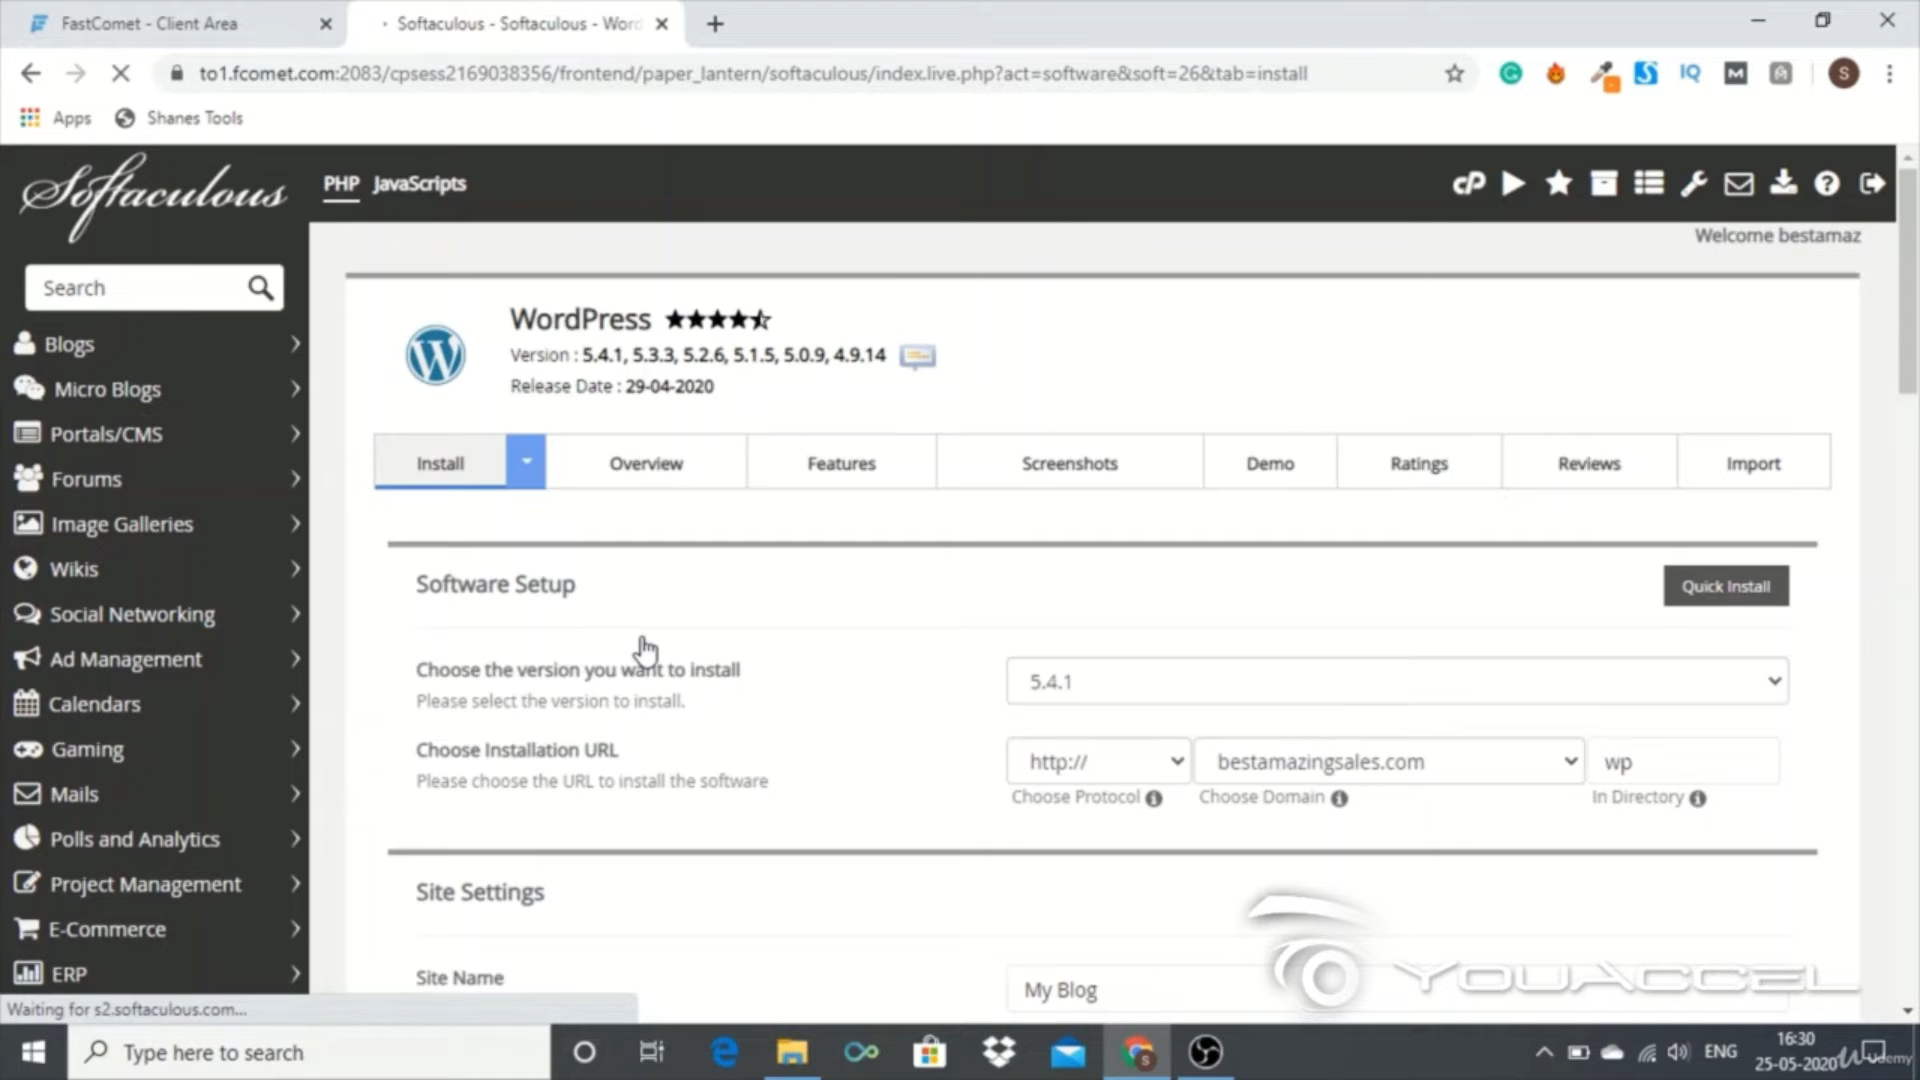 FastComet - Client Area
Softaculous - Softaculous - Word
to1.fcomet.com:2083/cpsess2169038356/frontend/paper_lantern/softaculous/index.live.php?act=software&soft=26&tab=install
IQ
M
S
Apps
Shanes Tools
Softaculous
PHP
JavaScripts
cP
Welcome bestamaz
Search
Blogs
Micro Blogs
Portals/CMS
Forums
Image Galleries
Wikis
Social Networking
Ad Management
Calendars
Gaming
Mails
Polls and Analytics
Project Management
E-Commerce
ERP
WordPress
Version : 5.4.1, 5.3.3, 5.2.6, 5.1.5, 5.0.9, 4.9.14
Release Date : 29-04-2020
Install
Overview
Features
Screenshots
Demo
Ratings
Reviews
Import
Software Setup
Quick Install
Choose the version you want to install
Please select the version to install.
5.4.1
Choose Installation URL
Please choose the URL to install the software
http://
bestamazingsales.com
wp
Choose Protocol
Choose Domain
In Directory
Site Settings
Site Name
My Blog
YOUACCEL
Waiting for s2.softaculous.com...
Type here to search
ENG
16:30
25-05-2020
Udemy